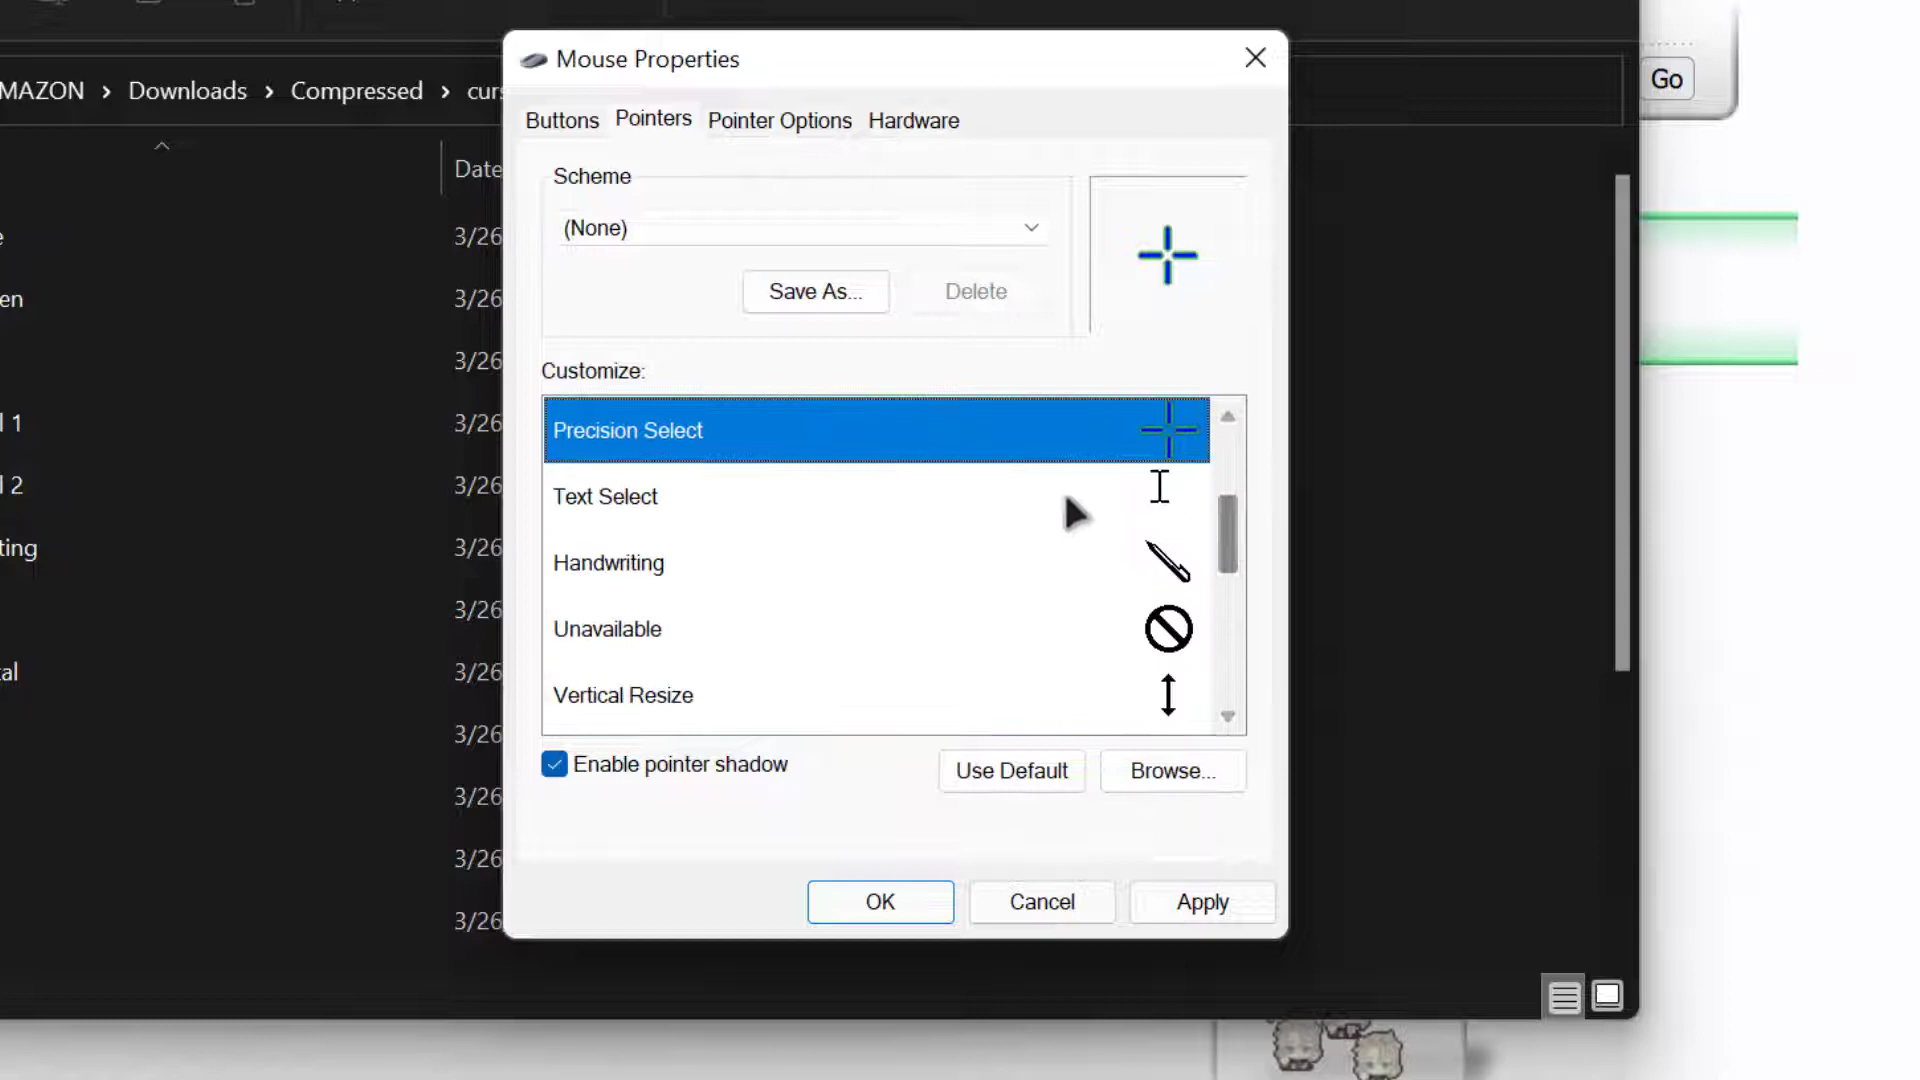 Mouse Properties
MAZON > Downloads > Compressed > curs
Go
Buttons Pointers Pointer Options Hardware
Date
Scheme
(None)
Save As... Delete
Customize:
Precision Select
Text Select
Handwriting
Unavailable
Vertical Resize
Enable pointer shadow
Use Default Browse...
OK Cancel Apply
e 3/26
en 3/26
3/26
l 1 3/26
l 2 3/26
ting 3/26
3/26
tal 3/26
3/26
3/26
3/26
3/26